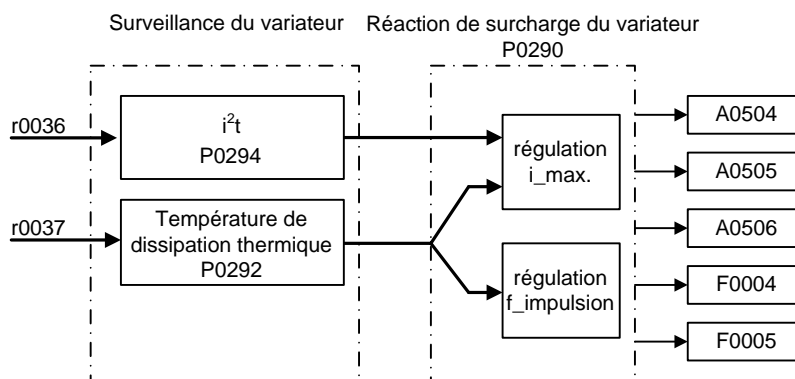 Surveillance du variateur
Réaction de surcharge du variateur
P0290
r0036
i²t
P0294
r0037
Température de
dissipation thermique
P0292
régulation
i_max.
régulation
f_impulsion
A0504
A0505
A0506
F0004
F0005